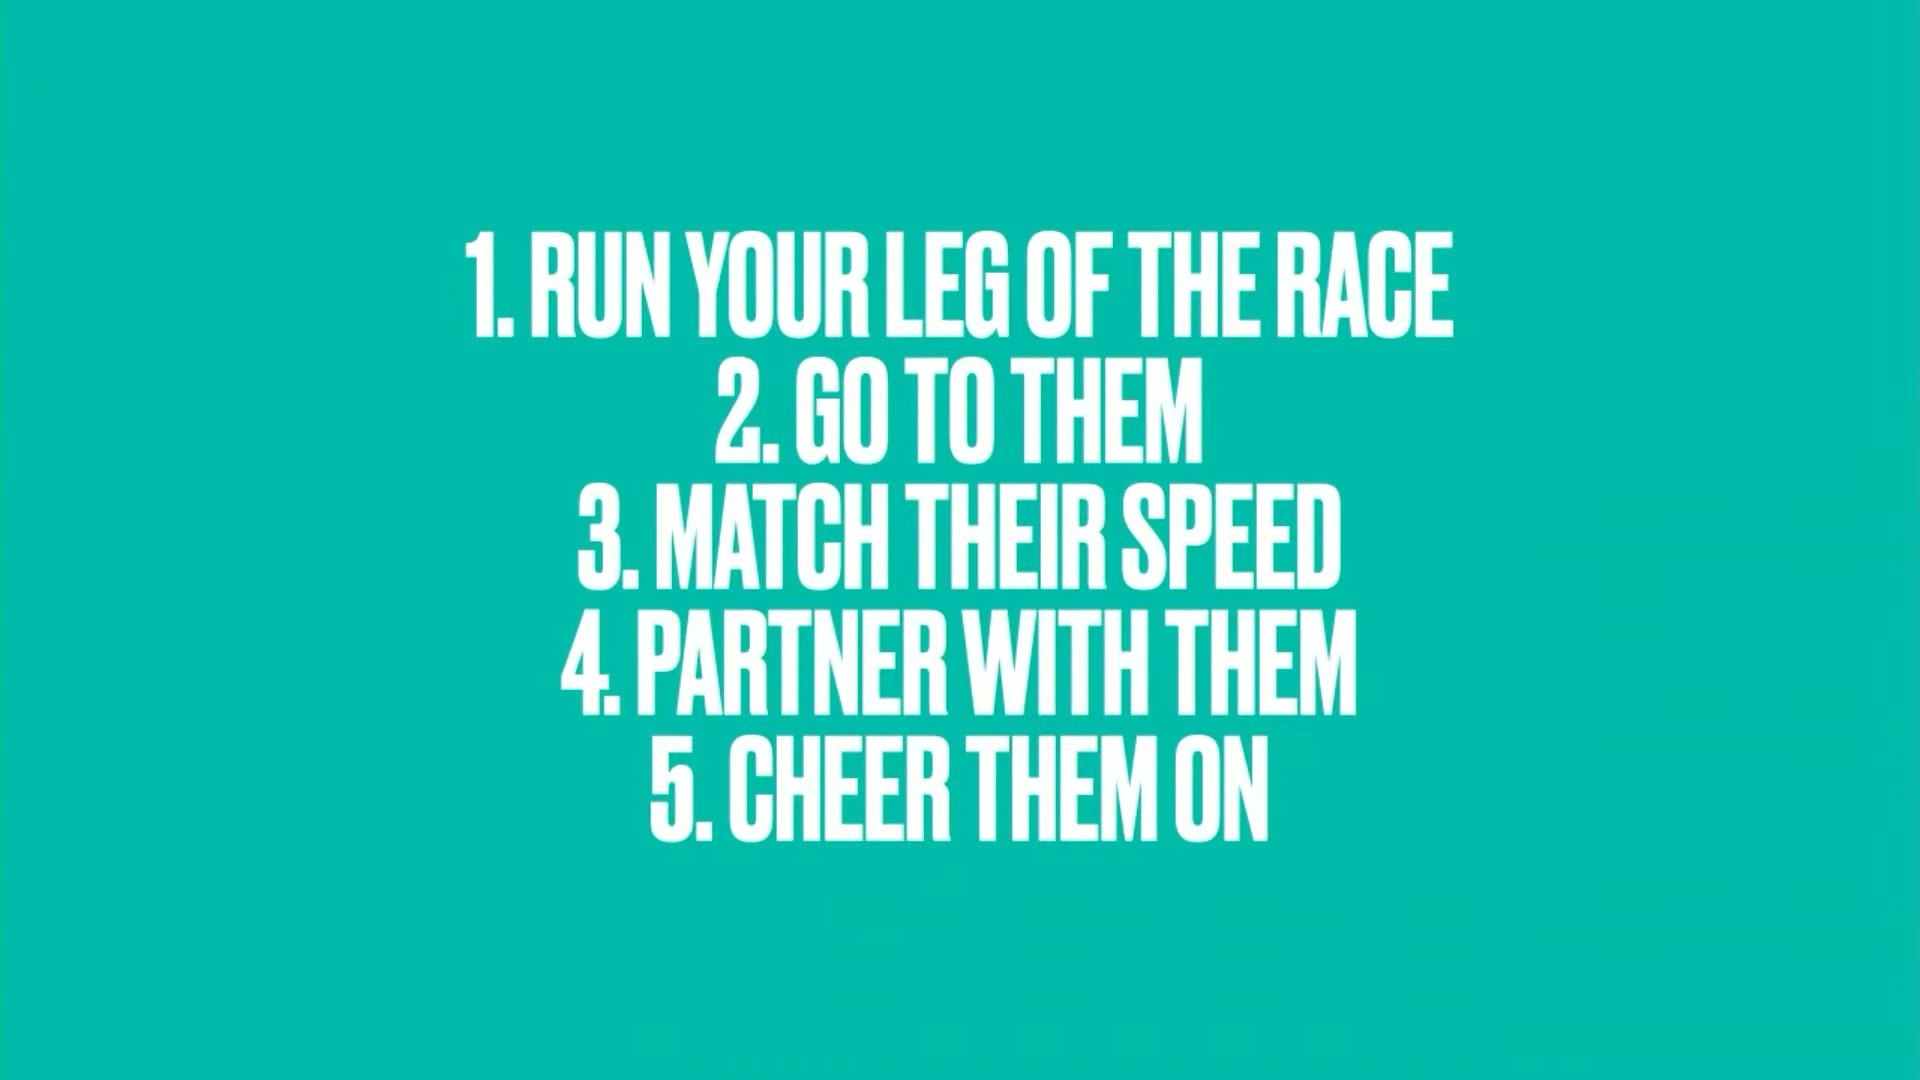 1. RUN YOUR LEG OF THE RACE
2. GO TO THEM
3. MATCH THEIR SPEED
4. PARTNER WITH THEM
5. CHEER THEM ON